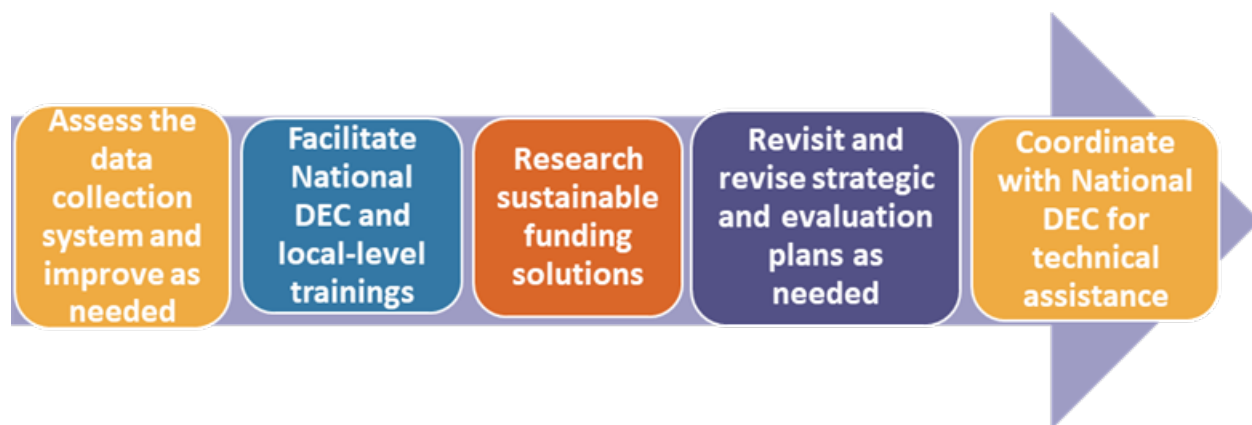 Assess the
data
collection
system and
improve as
needed
Facilitate
National
DEC and
local-level
trainings
Research
sustainable
funding
solutions
Revisit and
revise strategic
and evaluation
plans as
needed
Coordinate
with National
DEC for
technical
assistance